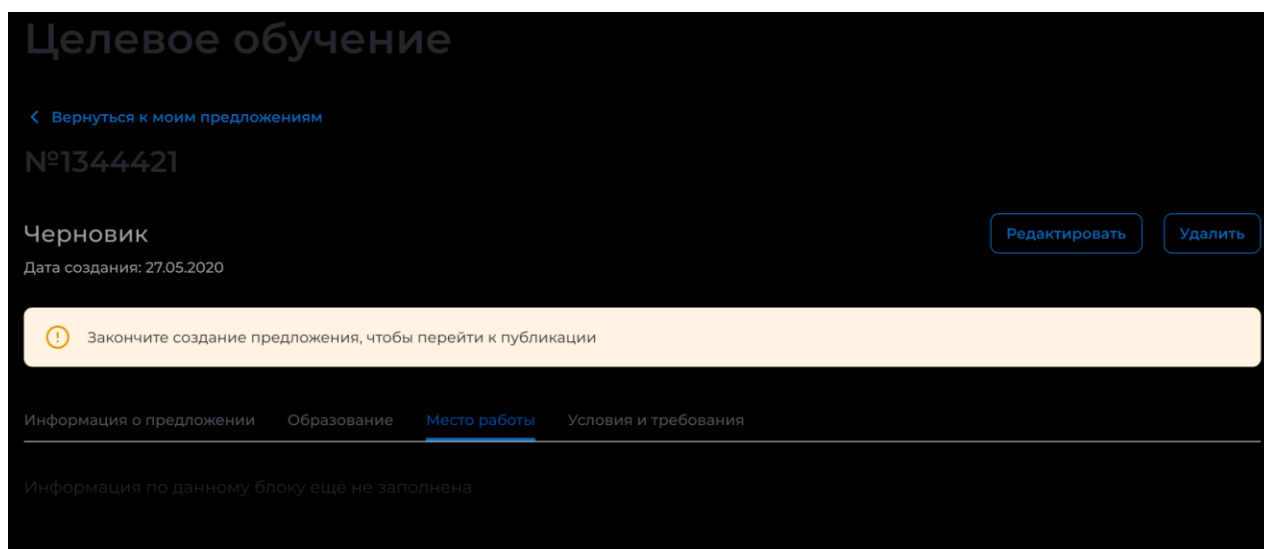 Целевое обучение
Вернуться к моим предложениям
№1344421
Черновик
Редактировать Удалить
Дата создания: 27.05.2020
Закончите создание предложения, чтобы перейти к публикации
Информация о предложении Образование Место работы Условия и требования
Информация по данному блоку ещё не заполнена